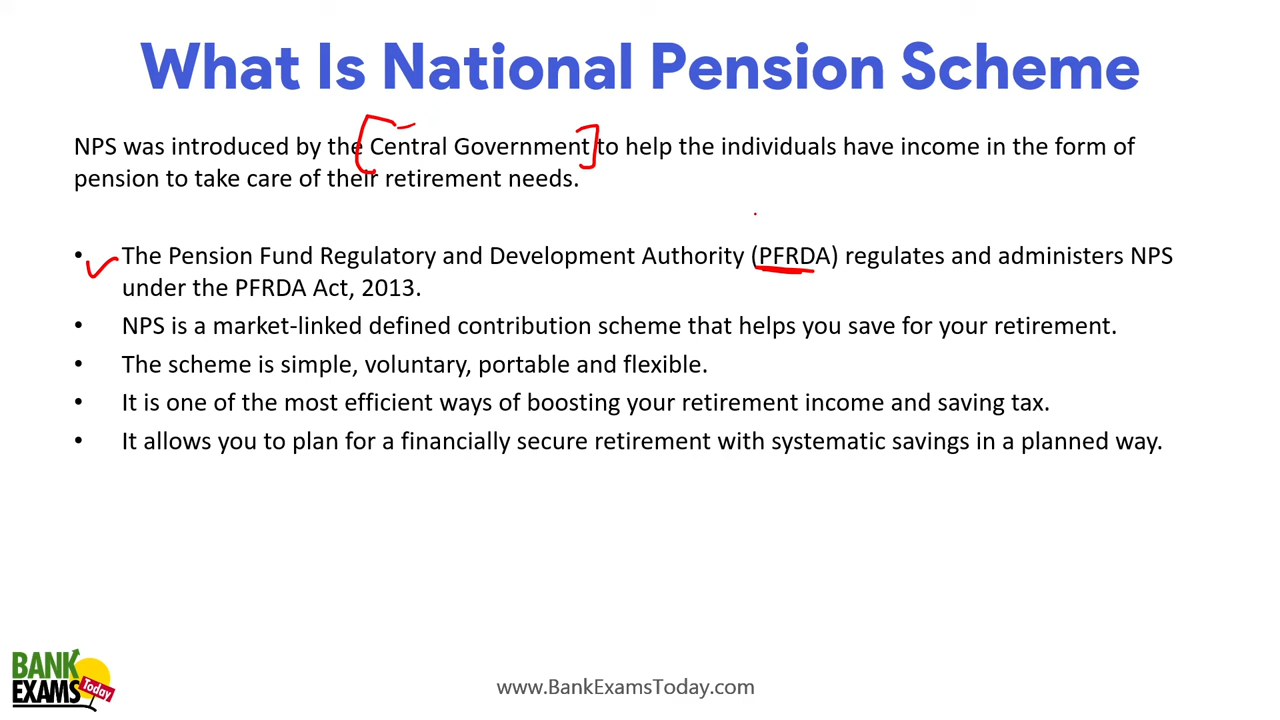 What Is National Pension Scheme
NPS was introduced by the Central Government to help the individuals have income in the form of
pension to take care of their retirement needs.
• The Pension Fund Regulatory and Development Authority (PFRDA) regulates and administers NPS
under the PFRDA Act, 2013.
• NPS is a market-linked defined contribution scheme that helps you save for your retirement.
• The scheme is simple, voluntary, portable and flexible.
• It is one of the most efficient ways of boosting your retirement income and saving tax.
• It allows you to plan for a financially secure retirement with systematic savings in a planned way.
BANK
EXAMS
Today
www.BankExamsToday.com